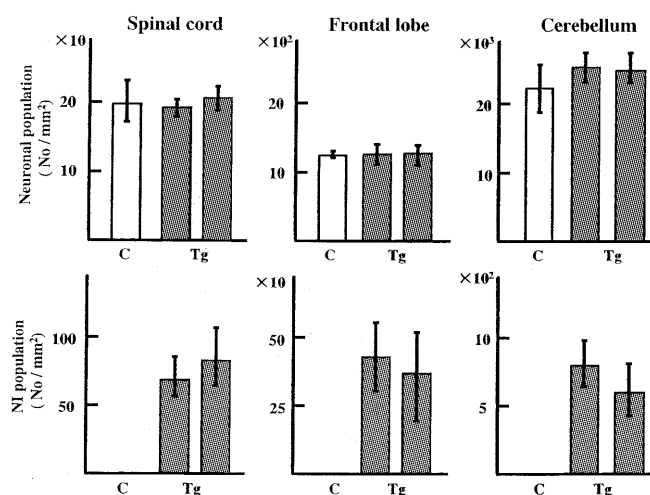 Spinal cord
Frontal lobe
Cerebellum
Neuronal population
( No / mm²)
×10
20
10
C
Tg
×10²
20
10
C
Tg
×10³
20
10
C
Tg
NI population
( No / mm²)
100
50
C
Tg
×10
50
25
C
Tg
×10²
10
5
C
Tg